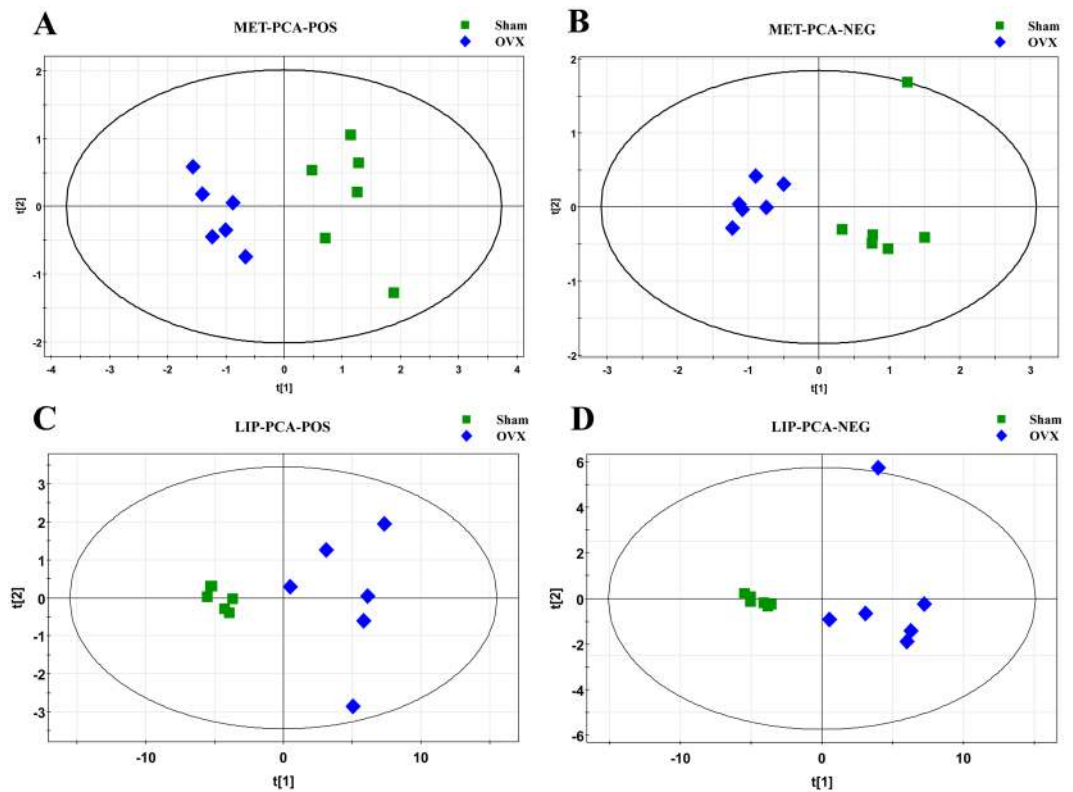 A
MET-PCA-POS
Sham
OVX
2
1
0
-1
-2
t[2]
-4 -3 -2 -1 0 1 2 3 4
t[1]
B
MET-PCA-NEG
Sham
OVX
2
1
0
-1
-2
t[2]
-3 -2 -1 0 1 2 3
t[1]
C
LIP-PCA-POS
Sham
OVX
3
2
1
0
-1
-2
-3
t[2]
-10 0 10
t[1]
D
LIP-PCA-NEG
Sham
OVX
6
4
2
0
-2
-4
-6
t[2]
-10 0 10
t[1]